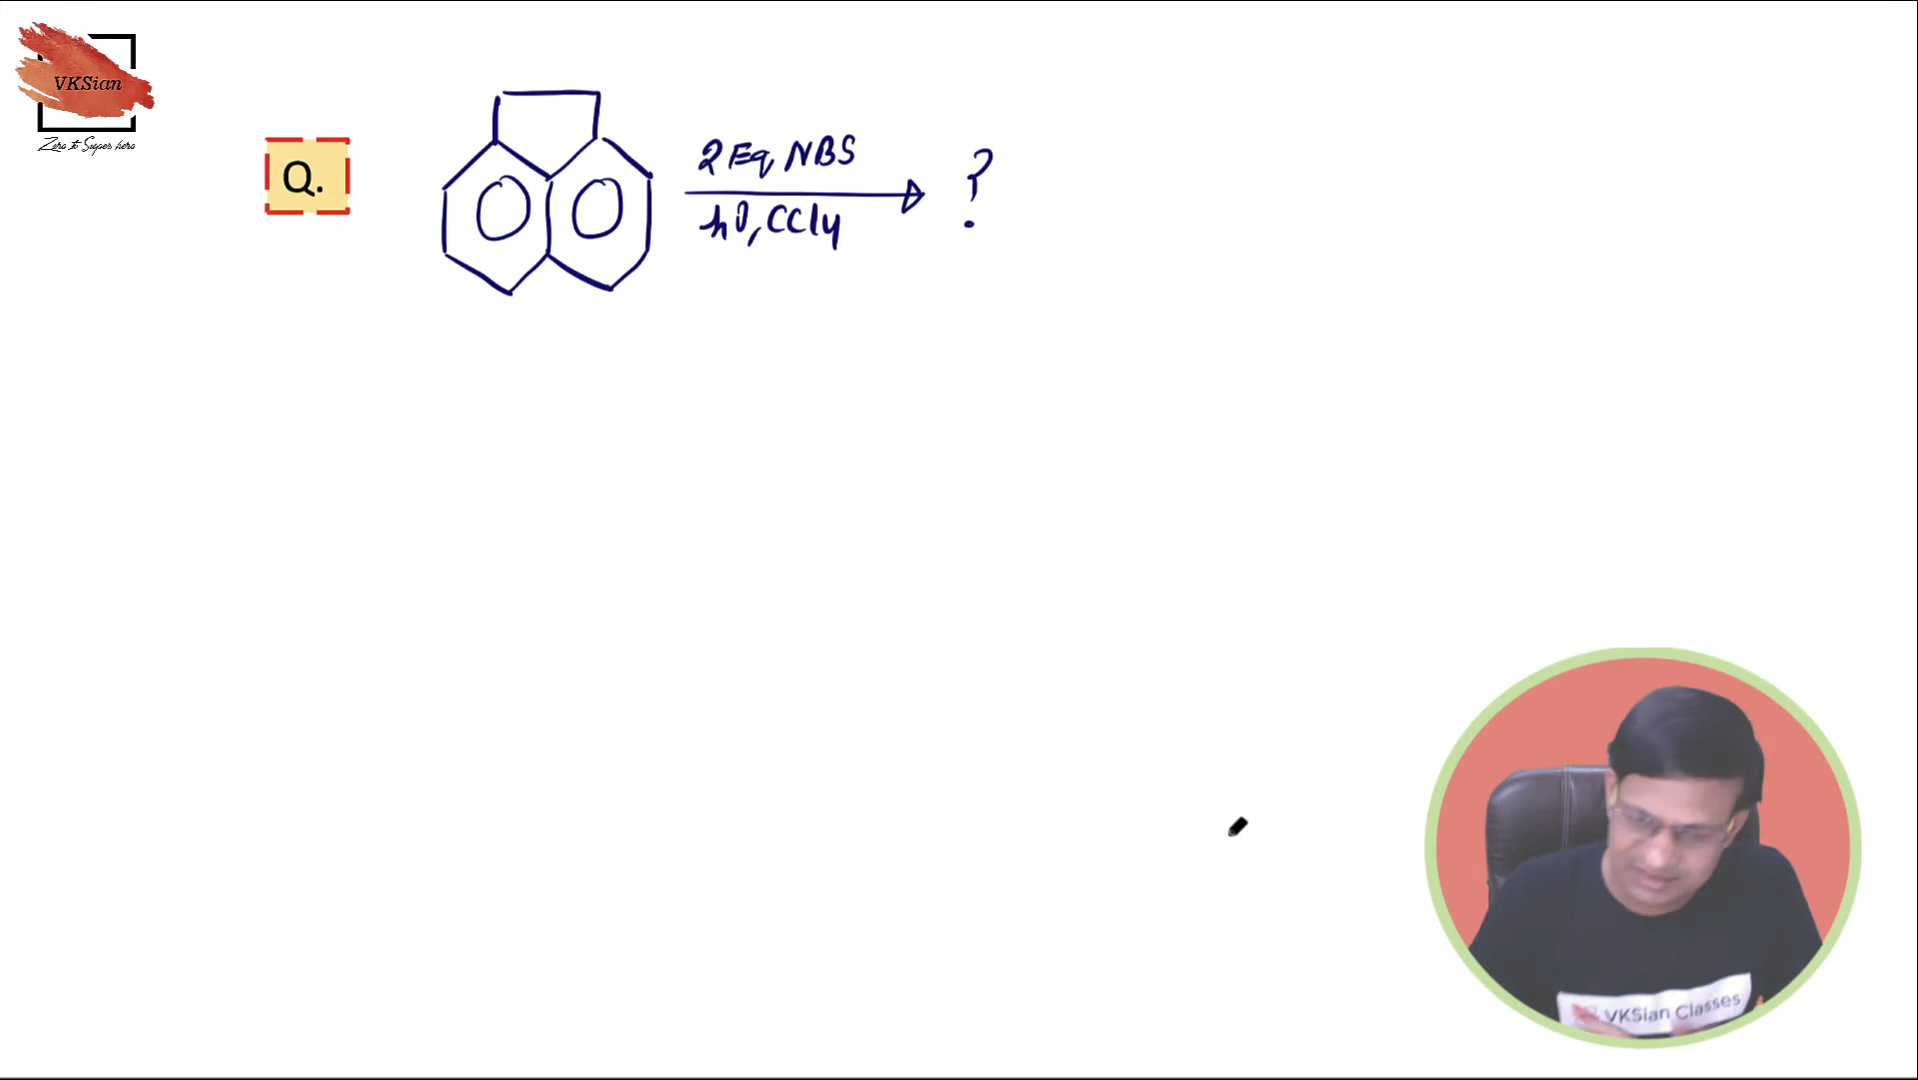 VKSian
Zero to Super hero
Q.
2 Eq NBS
hν, CCl4
?
VKSian Classes